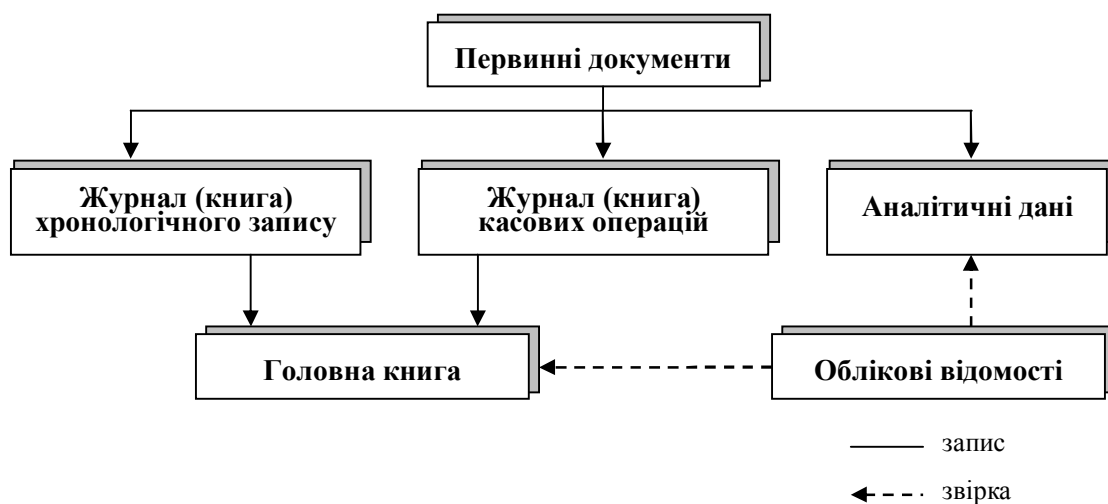 Первинні документи
Журнал (книга)
хронологічного запису
Журнал (книга)
касових операцій
Аналітичні дані
Головна книга
Облікові відомості
запис
звірка